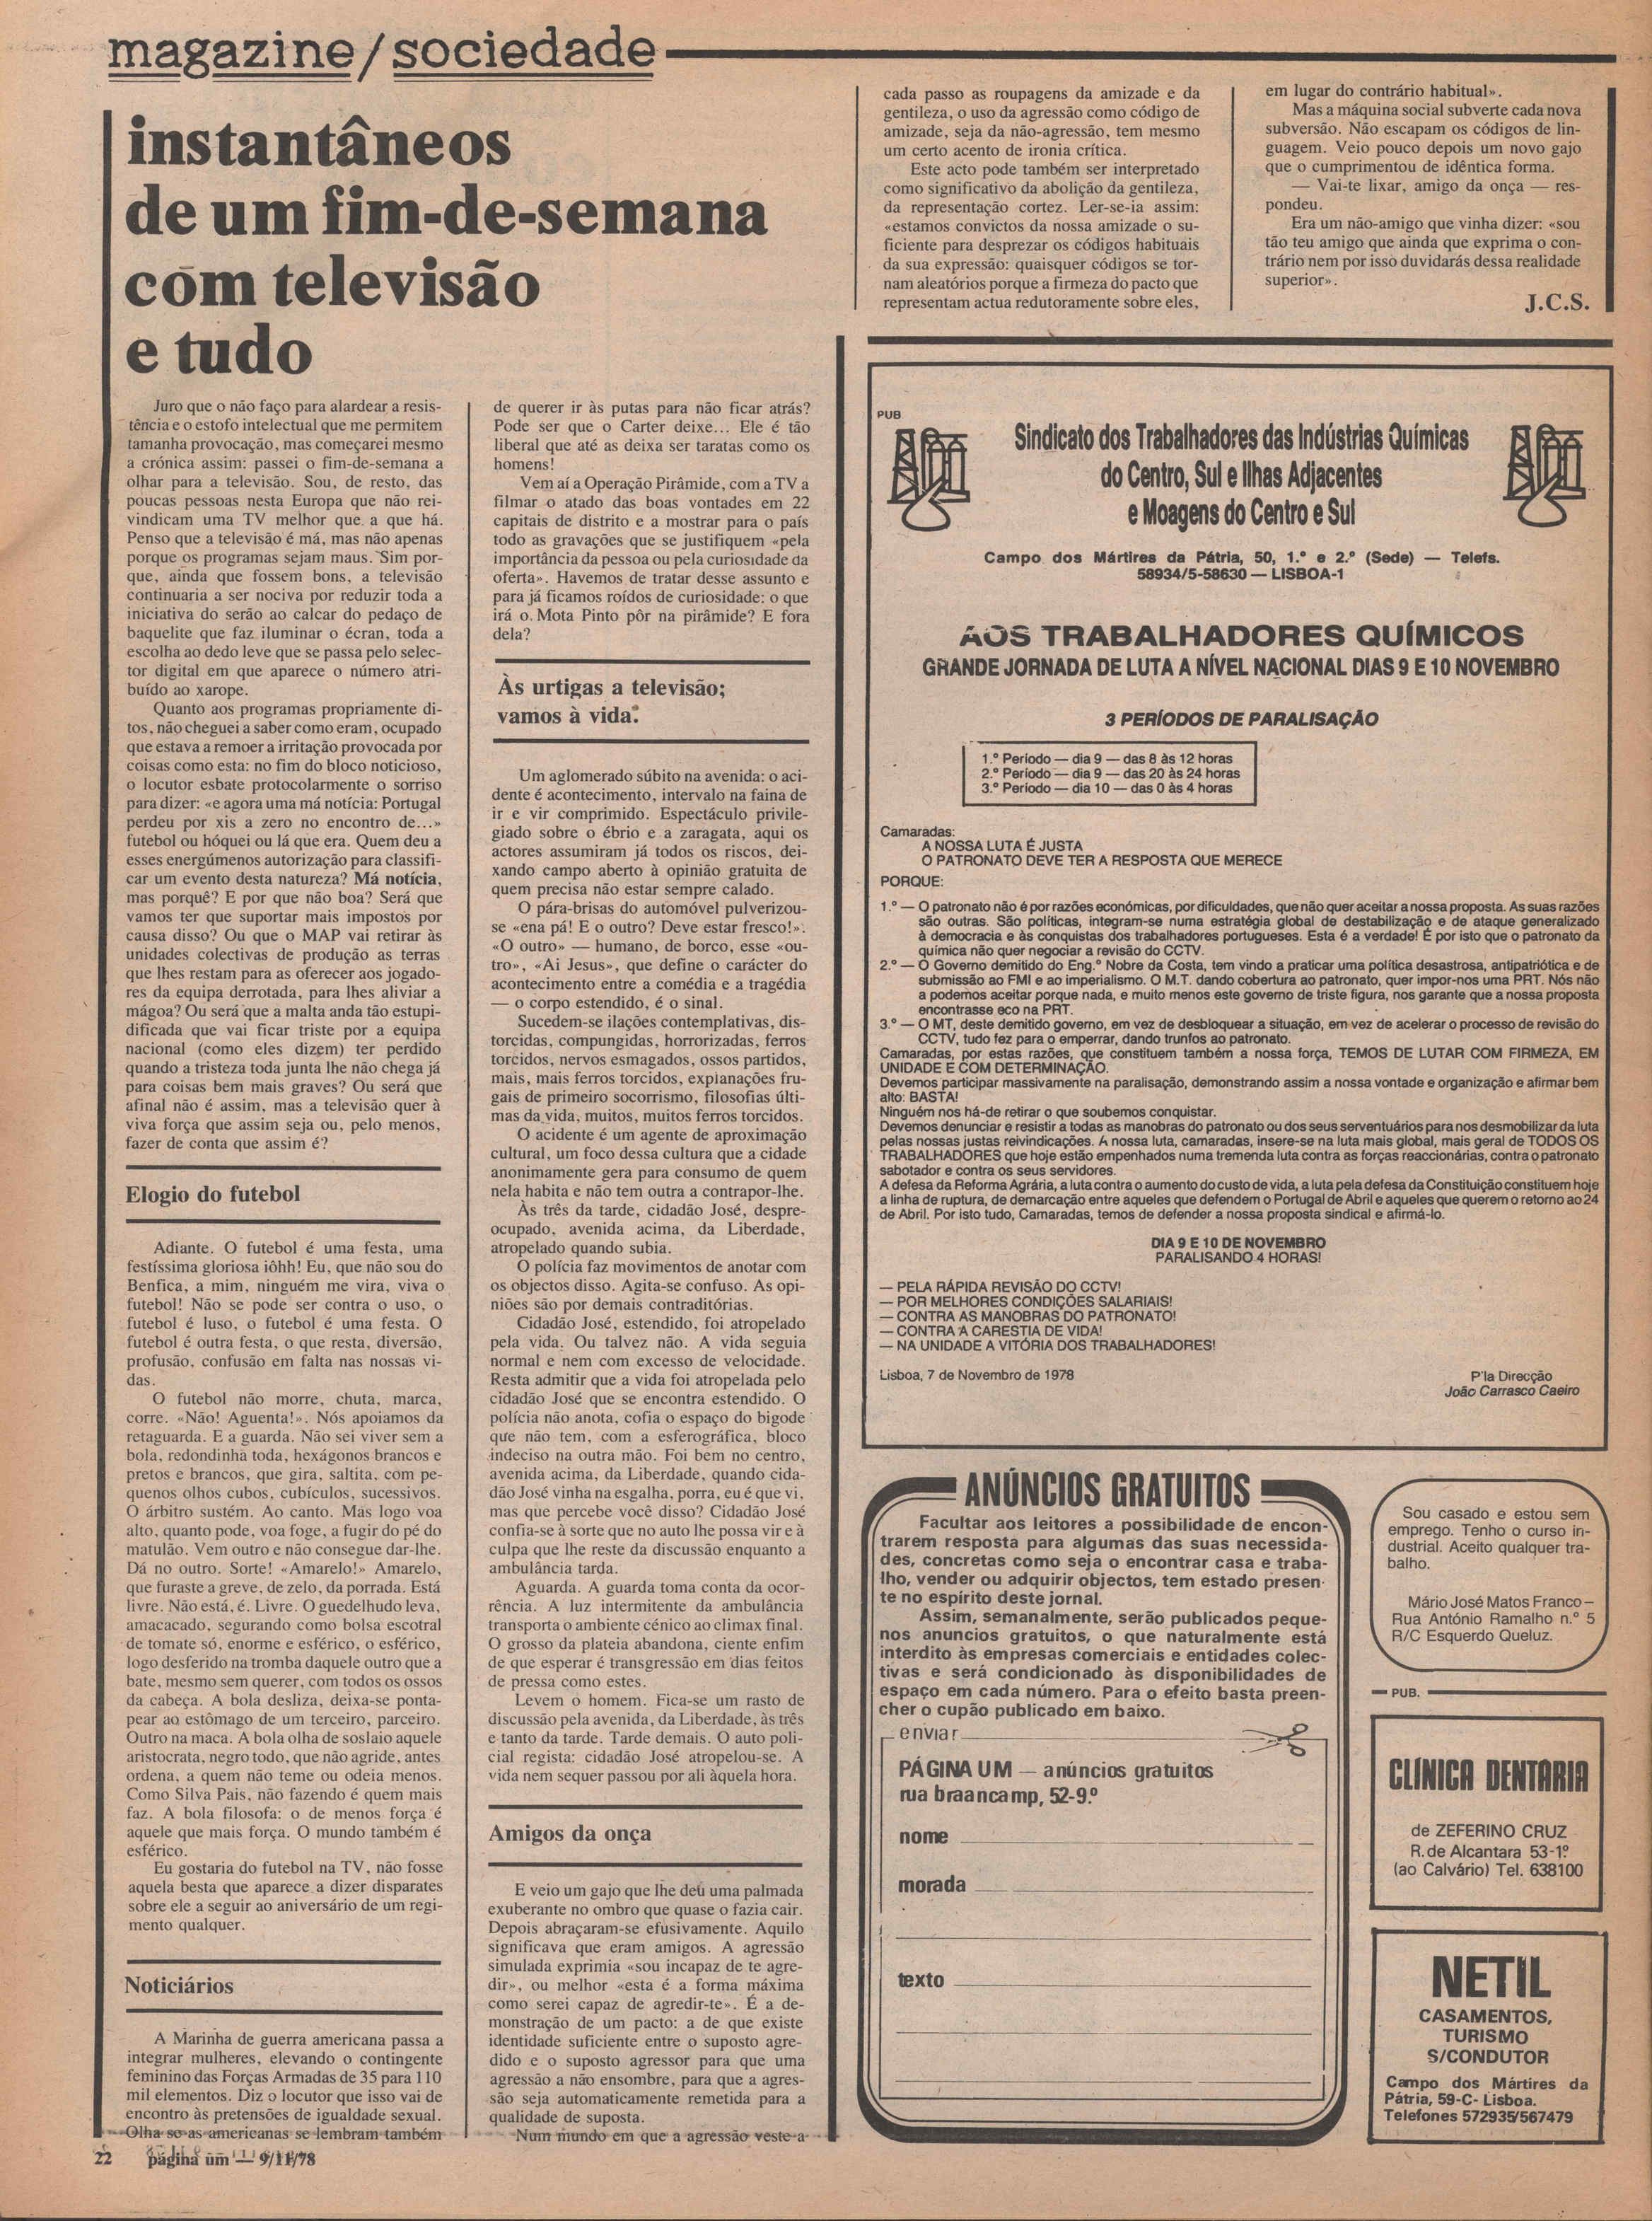 magazine/sociedade
instantâneos
de um fim-de-semana
com televisão
e tudo
Juro que o não faço para alardear a resis-
tência e o estofo intelectual que me permitem
tamanha provocação, mas começarei mesmo
a crónica assim: passei o fim-de-semana a
olhar para a televisão. Sou, de resto, das
poucas pessoas nesta Europa que não rei-
vindicam uma TV melhor que a que há.
Penso que a televisão é má, mas não apenas
porque os programas sejam maus. Sim por-
que, ainda que fossem bons, a televisão
continuaria a ser nociva por reduzir toda a
iniciativa do serão ao calcar do pedaço de
baquelite que faz iluminar o écran, toda a
escolha ao dedo leve que se passa pelo selec-
tor digital em que aparece o número atri-
buído ao xarope.
Quanto aos programas propriamente di-
tos, não cheguei a saber como eram, ocupado
que estava a remoer a irritação provocada por
coisas como esta: no fim do bloco noticioso,
o locutor esbate protocolarmente o sorriso
para dizer: «e agora uma má notícia: Portugal
perdeu por xis a zero no encontro de...»
futebol ou hóquei ou lá que era. Quem deu a
esses energúmenos autorização para classifi-
car um evento desta natureza? Má notícia,
mas porquê? E por que não boa? Será que
vamos ter que suportar mais impostos por
causa disso? Ou que o MAP vai retirar às
unidades colectivas de produção as terras
que lhes restam para as oferecer aos jogado-
res da equipa derrotada, para lhes aliviar a
mágoa? Ou será que a malta anda tão estupi-
dificada que vai ficar triste por a equipa
nacional (como eles dizem) ter perdido
quando a tristeza toda junta lhe não chega já
para coisas bem mais graves? Ou será que
afinal não é assim, mas a televisão quer à
viva força que assim seja ou, pelo menos,
fazer de conta que assim é?
Elogio do futebol
Adiante. O futebol é uma festa, uma
festíssima gloriosa iôhh! Eu, que não sou do
Benfica, a mim, ninguém me vira, viva o
futebol! Não se pode ser contra o uso, o
futebol é luso, o futebol é uma festa. O
futebol é outra festa, o que resta, diversão,
profusão, confusão em falta nas nossas vi-
das.
O futebol não morre, chuta, marca,
corre. «Não! Aguenta!». Nós apoiamos da
retaguarda. E a guarda. Não sei viver sem a
bola, redondinha toda, hexágonos brancos e
pretos e brancos, que gira, saltita, com pe-
quenos olhos cubos, cubículos, sucessivos.
O árbitro sustém. Ao canto. Mas logo voa
alto, quanto pode, voa foge, a fugir do pé do
matulão. Vem outro e não consegue dar-lhe.
Dá no outro. Sorte! «Amarelo!» Amarelo,
que furaste a greve, de zelo, da porrada. Está
livre. Não está, é. Livre. O guedelhudo leva,
amacacado, segurando como bolsa escotral
de tomate só, enorme e esférico, o esférico,
logo desferido na tromba daquele outro que a
bate, mesmo sem querer, com todos os ossos
da cabeça. A bola desliza, deixa-se ponta-
pear ao estômago de um terceiro, parceiro.
Outro na maca. A bola olha de soslaio aquele
aristocrata, negro todo, que não agride, antes
ordena, a quem não teme ou odeia menos.
Como Silva Pais, não fazendo é quem mais
faz. A bola filosofa: o de menos força é
aquele que mais força. O mundo também é
esférico.
Eu gostaria do futebol na TV, não fosse
aquela besta que aparece a dizer disparates
sobre ele a seguir ao aniversário de um regi-
mento qualquer.
Noticiários
A Marinha de guerra americana passa a
integrar mulheres, elevando o contingente
feminino das Forças Armadas de 35 para 110
mil elementos. Diz o locutor que isso vai de
encontro às pretensões de igualdade sexual.
Olha se as americanas se lembram também
de querer ir às putas para não ficar atrás?
Pode ser que o Carter deixe... Ele é tão
liberal que até as deixa ser taratas como os
homens!
Vem aí a Operação Pirâmide, com a TV a
filmar o atado das boas vontades em 22
capitais de distrito e a mostrar para o país
todo as gravações que se justifiquem «pela
importância da pessoa ou pela curiosidade da
oferta». Havemos de tratar desse assunto e
para já ficamos roídos de curiosidade: o que
irá o Mota Pinto pôr na pirâmide? E fora
dela?
Às urtigas a televisão;
vamos à vida.
Um aglomerado súbito na avenida: o aci-
dente é acontecimento, intervalo na faina de
ir e vir comprimido. Espectáculo privile-
giado sobre o ébrio e a zaragata, aqui os
actores assumiram já todos os riscos, dei-
xando campo aberto à opinião gratuita de
quem precisa não estar sempre calado.
O pára-brisas do automóvel pulverizou-
se «ena pá! E o outro? Deve estar fresco!».
«O outro» — humano, de borco, esse «ou-
tro», «Ai Jesus», que define o carácter do
acontecimento entre a comédia e a tragédia
— o corpo estendido, é o sinal.
Sucedem-se ilações contemplativas, dis-
torcidas, compungidas, horrorizadas, ferros
torcidos, nervos esmagados, ossos partidos,
mais, mais ferros torcidos, explanações fru-
gais de primeiro socorrismo, filosofias últi-
mas da vida, muitos, muitos ferros torcidos.
O acidente é um agente de aproximação
cultural, um foco dessa cultura que a cidade
anonimamente gera para consumo de quem
nela habita e não tem outra a contrapor-lhe.
Às três da tarde, cidadão José, despre-
ocupado, avenida acima, da Liberdade,
atropelado quando subia.
O polícia faz movimentos de anotar com
os objectos disso. Agita-se confuso. As opi-
niões são por demais contraditórias.
Cidadão José, estendido, foi atropelado
pela vida. Ou talvez não. A vida seguia
normal e nem com excesso de velocidade.
Resta admitir que a vida foi atropelada pelo
cidadão José que se encontra estendido. O
polícia não anota, cofia o espaço do bigode
que não tem, com a esferográfica, bloco
indeciso na outra mão. Foi bem no centro,
avenida acima, da Liberdade, quando cida-
dão José vinha na esgalha, porra, eu é que vi,
mas que percebe você disso? Cidadão José
confia-se à sorte que no auto lhe possa vir e à
culpa que lhe reste da discussão enquanto a
ambulância tarda.
Aguarda. A guarda toma conta da ocor-
rência. A luz intermitente da ambulância
transporta o ambiente cénico ao climax final.
O grosso da plateia abandona, ciente enfim
de que esperar é transgressão em dias feitos
de pressa como estes.
Levem o homem. Fica-se um rasto de
discussão pela avenida, da Liberdade, às três
e tanto da tarde. Tarde demais. O auto poli-
cial regista: cidadão José atropelou-se. A
vida nem sequer passou por ali àquela hora.
Amigos da onça
E veio um gajo que lhe deu uma palmada
exuberante no ombro que quase o fazia cair.
Depois abraçaram-se efusivamente. Aquilo
significava que eram amigos. A agressão
simulada exprimia «sou incapaz de te agre-
dir», ou melhor «esta é a forma máxima
como serei capaz de agredir-te». É a de-
monstração de um pacto: a de que existe
identidade suficiente entre o suposto agre-
dido e o suposto agressor para que uma
agressão a não ensombre, para que a agres-
são seja automaticamente remetida para a
qualidade de suposta.
Num mundo em que a agressão veste a
cada passo as roupagens da amizade e da
gentileza, o uso da agressão como código de
amizade, seja da não-agressão, tem mesmo
um certo acento de ironia crítica.
Este acto pode também ser interpretado
como significativo da abolição da gentileza,
da representação cortez. Ler-se-ia assim:
«estamos convictos da nossa amizade o su-
ficiente para desprezar os códigos habituais
da sua expressão: quaisquer códigos se tor-
nam aleatórios porque a firmeza do pacto que
representam actua redutoramente sobre eles,
em lugar do contrário habitual».
Mas a máquina social subverte cada nova
subversão. Não escapam os códigos de lin-
guagem. Veio pouco depois um novo gajo
que o cumprimentou de idêntica forma.
— Vai-te lixar, amigo da onça — res-
pondeu.
Era um não-amigo que vinha dizer: «sou
tão teu amigo que ainda que exprima o con-
trário nem por isso duvidarás dessa realidade
superior».
J.C.S.
PUB
Sindicato dos Trabalhadores das Indústrias Químicas
do Centro, Sul e Ilhas Adjacentes
e Moagens do Centro e Sul
Campo dos Mártires da Pátria, 50, 1.º e 2.º (Sede) — Telefs.
58934/5-58630 — LISBOA-1
AOS TRABALHADORES QUÍMICOS
GRANDE JORNADA DE LUTA A NÍVEL NACIONAL DIAS 9 E 10 NOVEMBRO
3 PERÍODOS DE PARALISAÇÃO
1.º Período — dia 9 — das 8 às 12 horas
2.º Período — dia 9 — das 20 às 24 horas
3.º Período — dia 10 — das 0 às 4 horas
Camaradas:
A NOSSA LUTA É JUSTA
O PATRONATO DEVE TER A RESPOSTA QUE MERECE
PORQUE:
1.º — O patronato não é por razões económicas, por dificuldades, que não quer aceitar a nossa proposta. As suas razões
são outras. São políticas, integram-se numa estratégia global de destabilização e de ataque generalizado
à democracia e às conquistas dos trabalhadores portugueses. Esta é a verdade! É por isto que o patronato da
química não quer negociar a revisão do CCTV.
2.º — O Governo demitido do Eng.º Nobre da Costa, tem vindo a praticar uma política desastrosa, antipatriótica e de
submissão ao FMI e ao imperialismo. O M.T. dando cobertura ao patronato, quer impor-nos uma PRT. Nós não
a podemos aceitar porque nada, e muito menos este governo de triste figura, nos garante que a nossa proposta
encontrasse eco na PRT.
3.º — O MT, deste demitido governo, em vez de desbloquear a situação, em vez de acelerar o processo de revisão do
CCTV, tudo fez para o emperrar, dando trunfos ao patronato.
Camaradas, por estas razões, que constituem também a nossa força, TEMOS DE LUTAR COM FIRMEZA, EM
UNIDADE E COM DETERMINAÇÃO.
Devemos participar massivamente na paralisação, demonstrando assim a nossa vontade e organização e afirmar bem
alto: BASTA!
Ninguém nos há-de retirar o que soubemos conquistar.
Devemos denunciar e resistir a todas as manobras do patronato ou dos seus serventuários para nos desmobilizar da luta
pelas nossas justas reivindicações. A nossa luta, camaradas, insere-se na luta mais global, mais geral de TODOS OS
TRABALHADORES que hoje estão empenhados numa tremenda luta contra as forças reaccionárias, contra o patronato
sabotador e contra os seus servidores.
A defesa da Reforma Agrária, a luta contra o aumento do custo de vida, a luta pela defesa da Constituição constituem hoje
a linha de ruptura, de demarcação entre aqueles que defendem o Portugal de Abril e aqueles que querem o retorno ao 24
de Abril. Por isto tudo, Camaradas, temos de defender a nossa proposta sindical e afirmá-lo.
DIA 9 E 10 DE NOVEMBRO
PARALISANDO 4 HORAS!
— PELA RÁPIDA REVISÃO DO CCTV!
— POR MELHORES CONDIÇÕES SALARIAIS!
— CONTRA AS MANOBRAS DO PATRONATO!
— CONTRA A CARESTIA DE VIDA!
— NA UNIDADE A VITÓRIA DOS TRABALHADORES!
Lisboa, 7 de Novembro de 1978
P'la Direcção
João Carrasco Caeiro
ANÚNCIOS GRATUITOS
Facultar aos leitores a possibilidade de encon-
trarem resposta para algumas das suas necessida-
des, concretas como seja o encontrar casa e traba-
lho, vender ou adquirir objectos, tem estado presen-
te no espírito deste jornal.
Assim, semanalmente, serão publicados peque-
nos anuncios gratuitos, o que naturalmente está
interdito às empresas comerciais e entidades colec-
tivas e será condicionado às disponibilidades de
espaço em cada número. Para o efeito basta preen-
cher o cupão publicado em baixo.
enviar
PÁGINA UM — anúncios gratuitos
rua braancamp, 52-9.º
nome
morada
texto
Sou casado e estou sem
emprego. Tenho o curso in-
dustrial. Aceito qualquer tra-
balho.
Mário José Matos Franco —
Rua António Ramalho n.º 5
R/C Esquerdo Queluz.
PUB.
CLÍNICA DENTARIA
de ZEFERINO CRUZ
R. de Alcantara 53-1.º
(ao Calvário) Tel. 638100
NETIL
CASAMENTOS,
TURISMO
S/CONDUTOR
Campo dos Mártires da
Pátria, 59-C- Lisboa.
Telefones 572935/567479
22 página um — 9/11/78